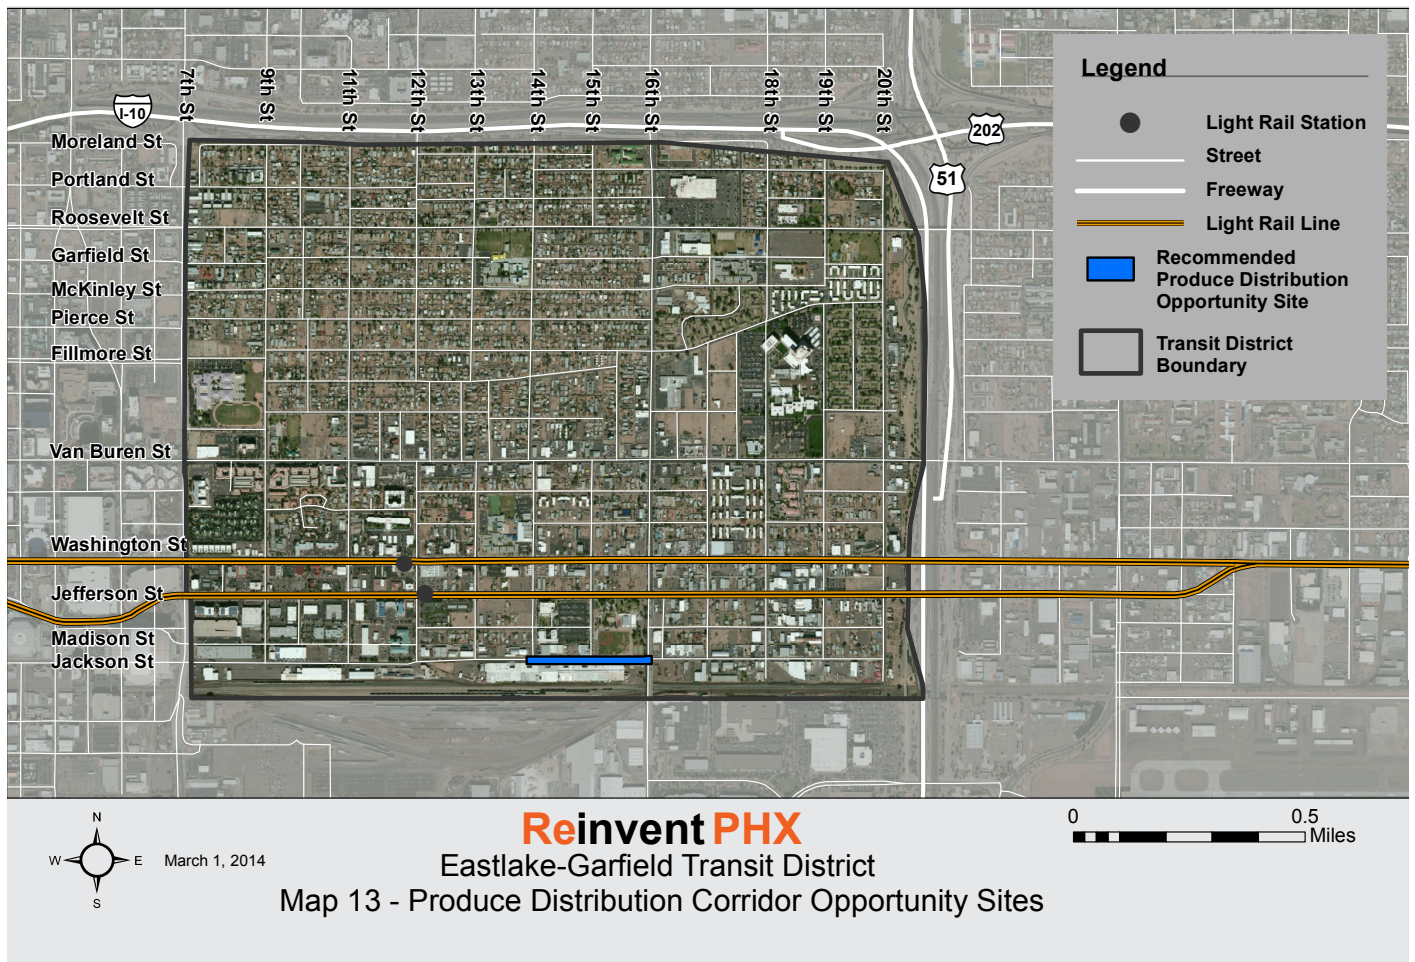 7th St
9th St
11th St
12th St
13th St
14th St
15th St
16th St
18th St
19th St
20th St
I-10
202
51
Moreland St
Portland St
Roosevelt St
Garfield St
McKinley St
Pierce St
Fillmore St
Van Buren St
Washington St
Jefferson St
Madison St
Jackson St
Legend
Light Rail Station
Street
Freeway
Light Rail Line
Recommended
Produce Distribution
Opportunity Site
Transit District
Boundary
N
W
E
S
March 1, 2014
Reinvent PHX
Eastlake-Garfield Transit District
Map 13 - Produce Distribution Corridor Opportunity Sites
0
0.5
Miles